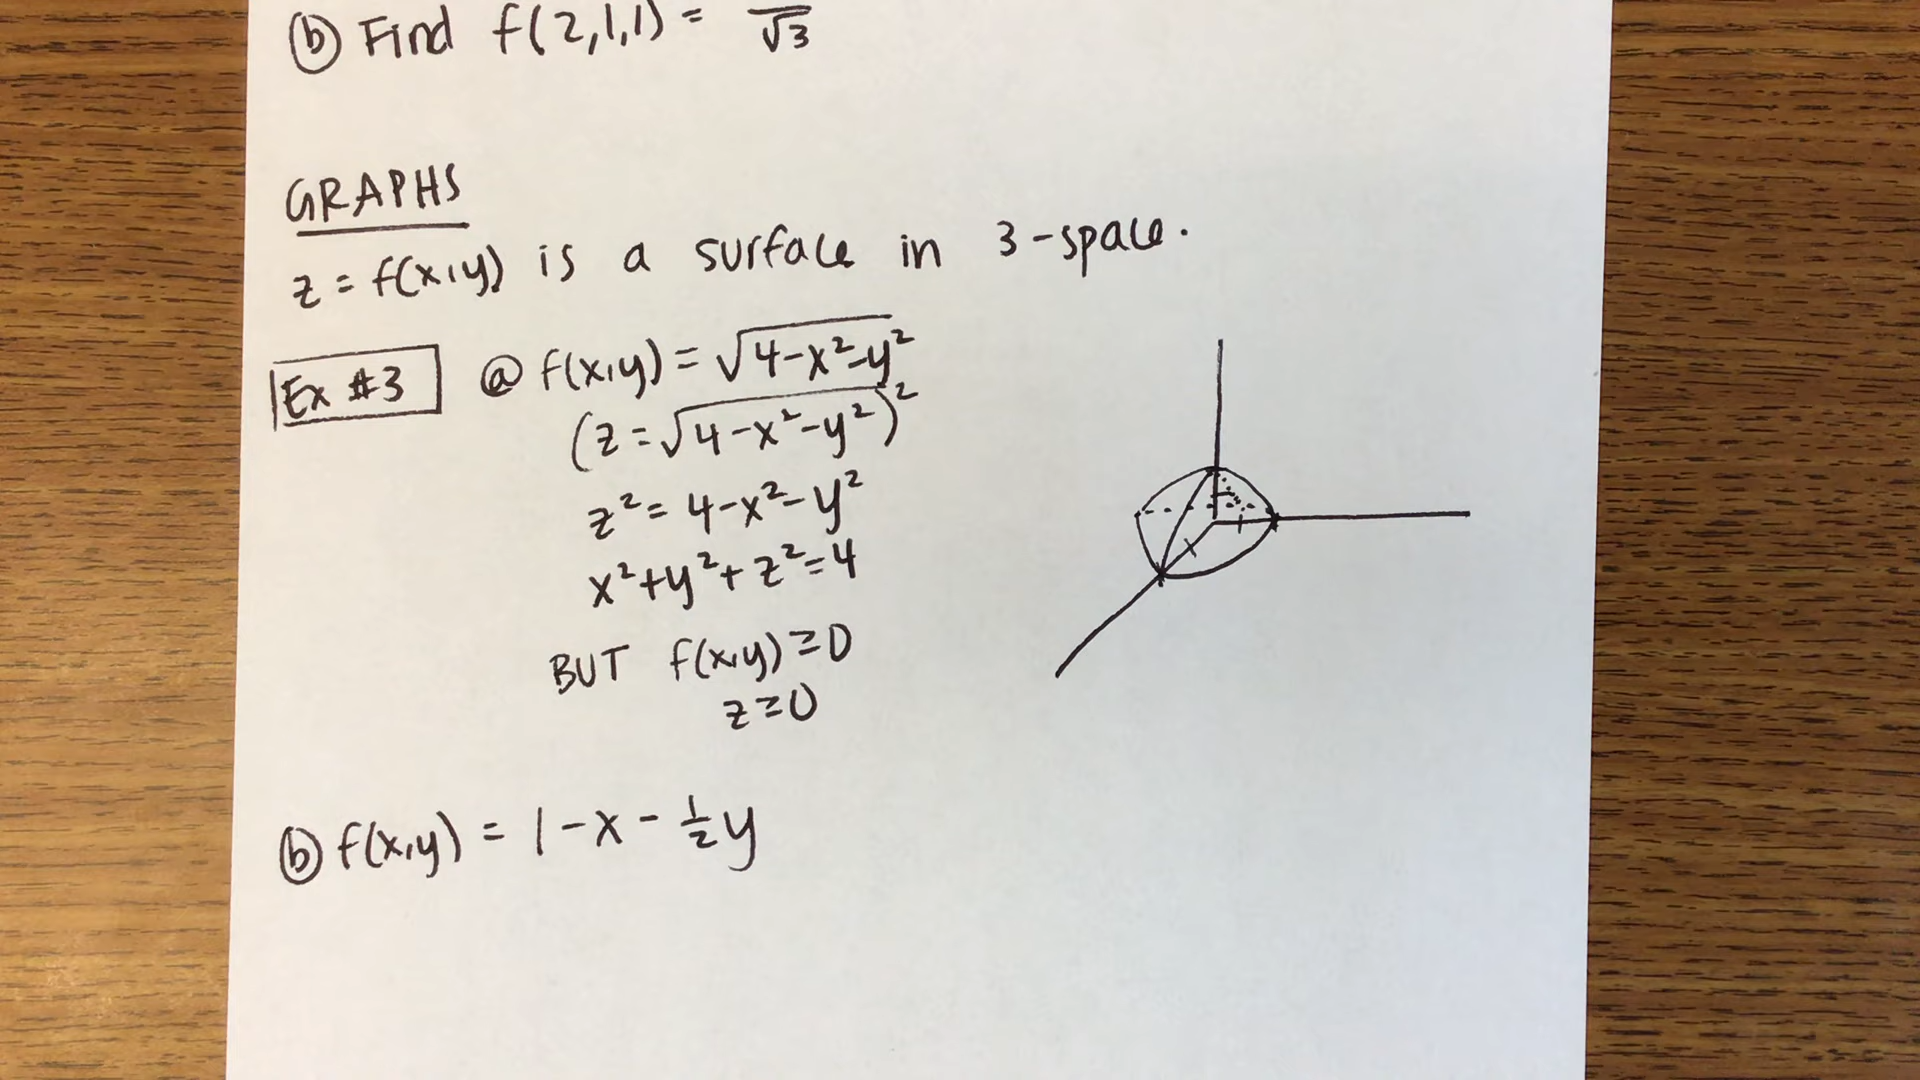 ⓑ Find f(2,1,1) = /√3
GRAPHS
z = f(x,y) is a surface in 3-space.
Ex #3 ⓐ f(x,y) = √4-x²-y²
(z = √4-x²-y²)²
z² = 4-x²-y²
x²+y²+z²=4
BUT f(x,y) ≥ 0
z ≥ 0
ⓑ f(x,y) = 1-x-½y